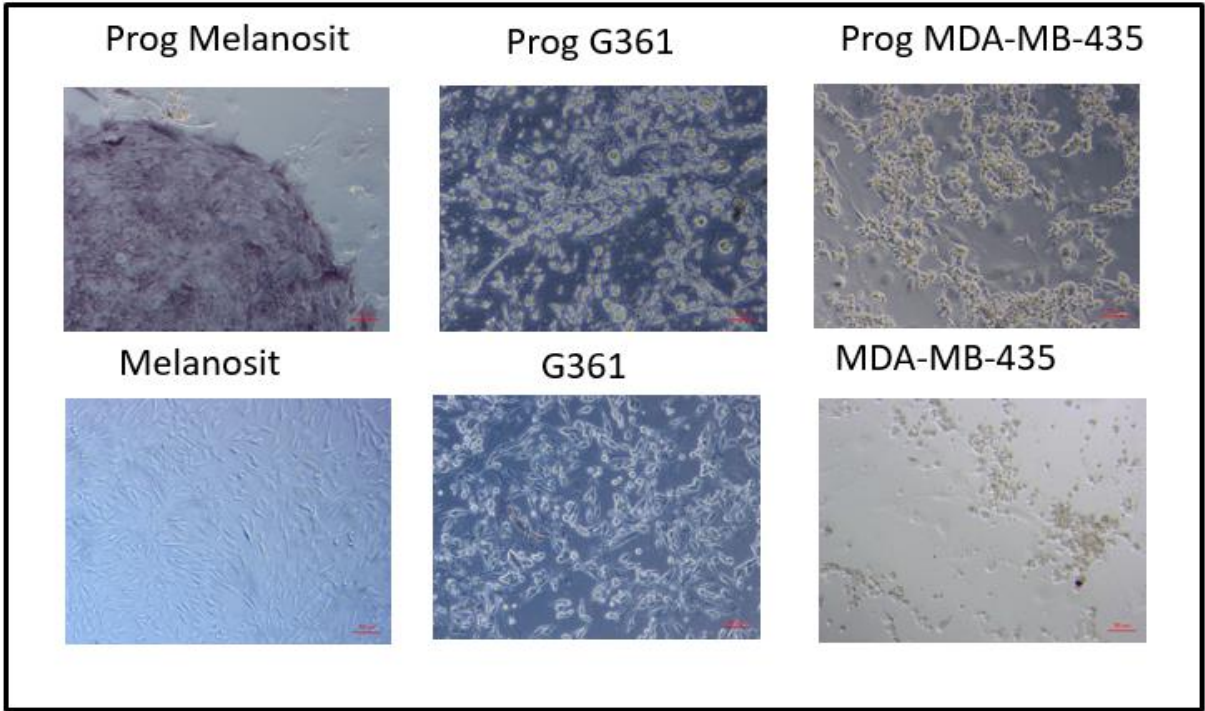 Prog Melanosit
Prog G361
Prog MDA-MB-435
Melanosit
G361
MDA-MB-435